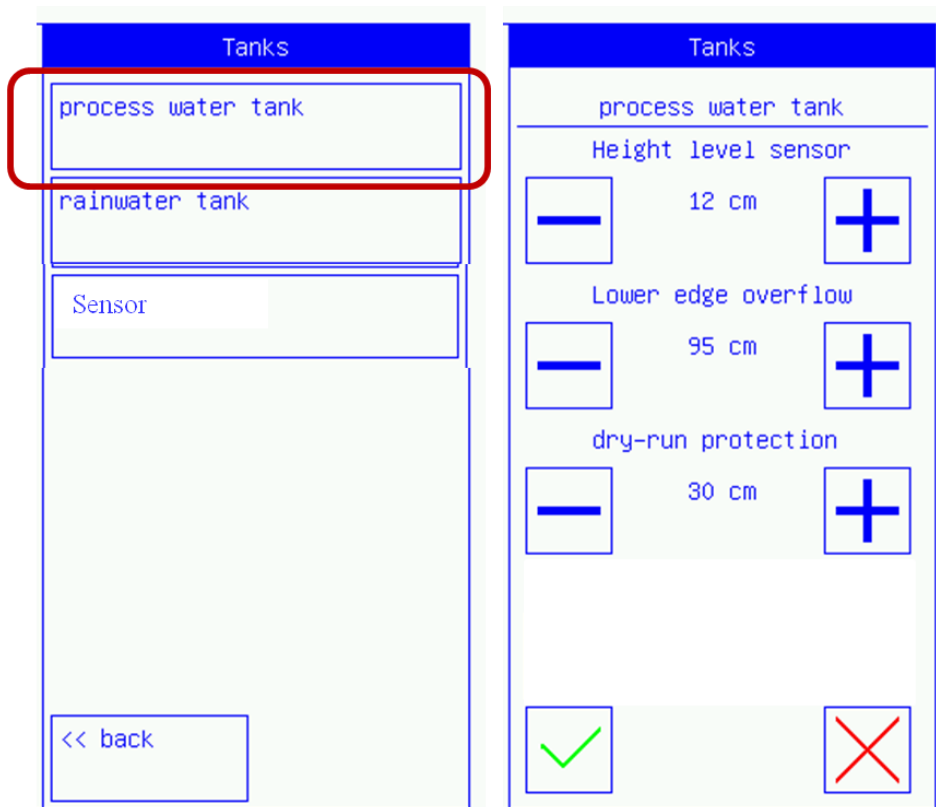 Tanks
process water tank
rainwater tank
Sensor
<< back
Tanks
process water tank
Height level sensor
12 cm
Lower edge overflow
95 cm
dry-run protection
30 cm